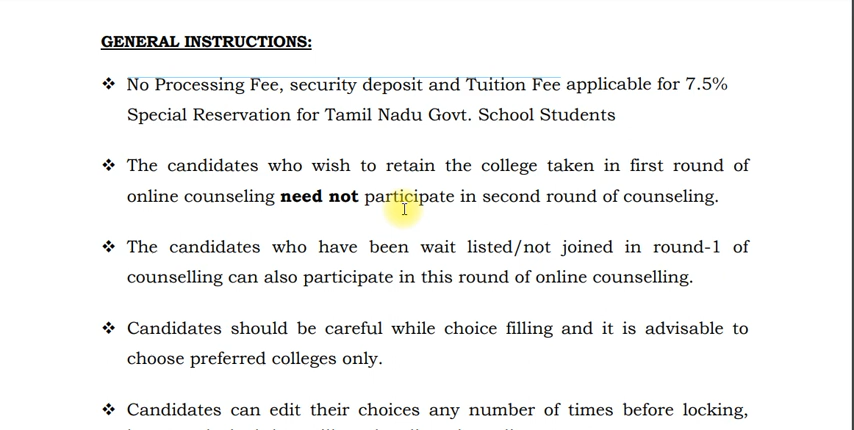 GENERAL INSTRUCTIONS:
❖ No Processing Fee, security deposit and Tuition Fee applicable for 7.5%
Special Reservation for Tamil Nadu Govt. School Students
❖ The candidates who wish to retain the college taken in first round of
online counseling need not participate in second round of counseling.
❖ The candidates who have been wait listed/not joined in round-1 of
counselling can also participate in this round of online counselling.
❖ Candidates should be careful while choice filling and it is advisable to
choose preferred colleges only.
❖ Candidates can edit their choices any number of times before locking,